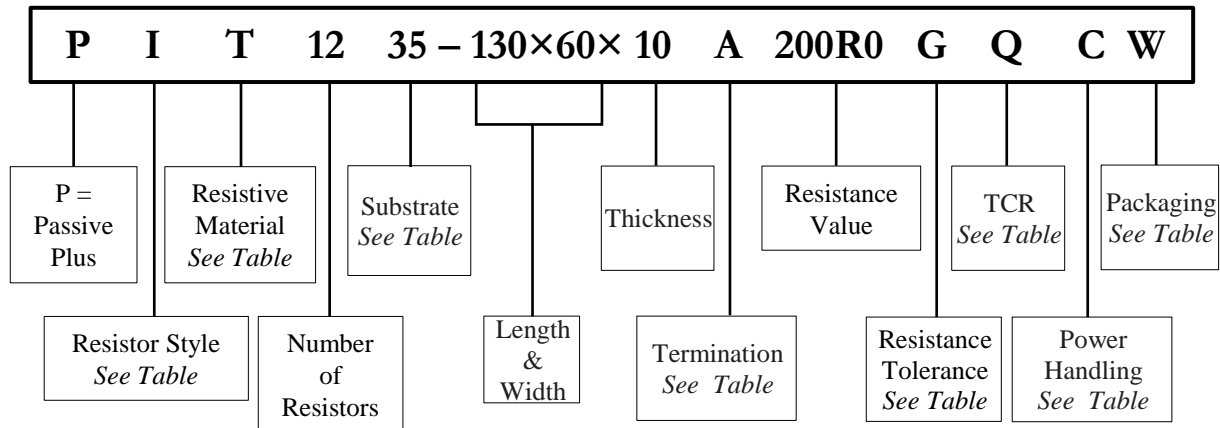 P I T 12 35 – 130×60× 10 A 200R0 G Q C W
P =
Passive
Plus
Resistive
Material
See Table
Substrate
See Table
Thickness
Resistance
Value
TCR
See Table
Packaging
See Table
Resistor Style
See Table
Number
of
Resistors
Length
&
Width
Termination
See Table
Resistance
Tolerance
See Table
Power
Handling
See Table